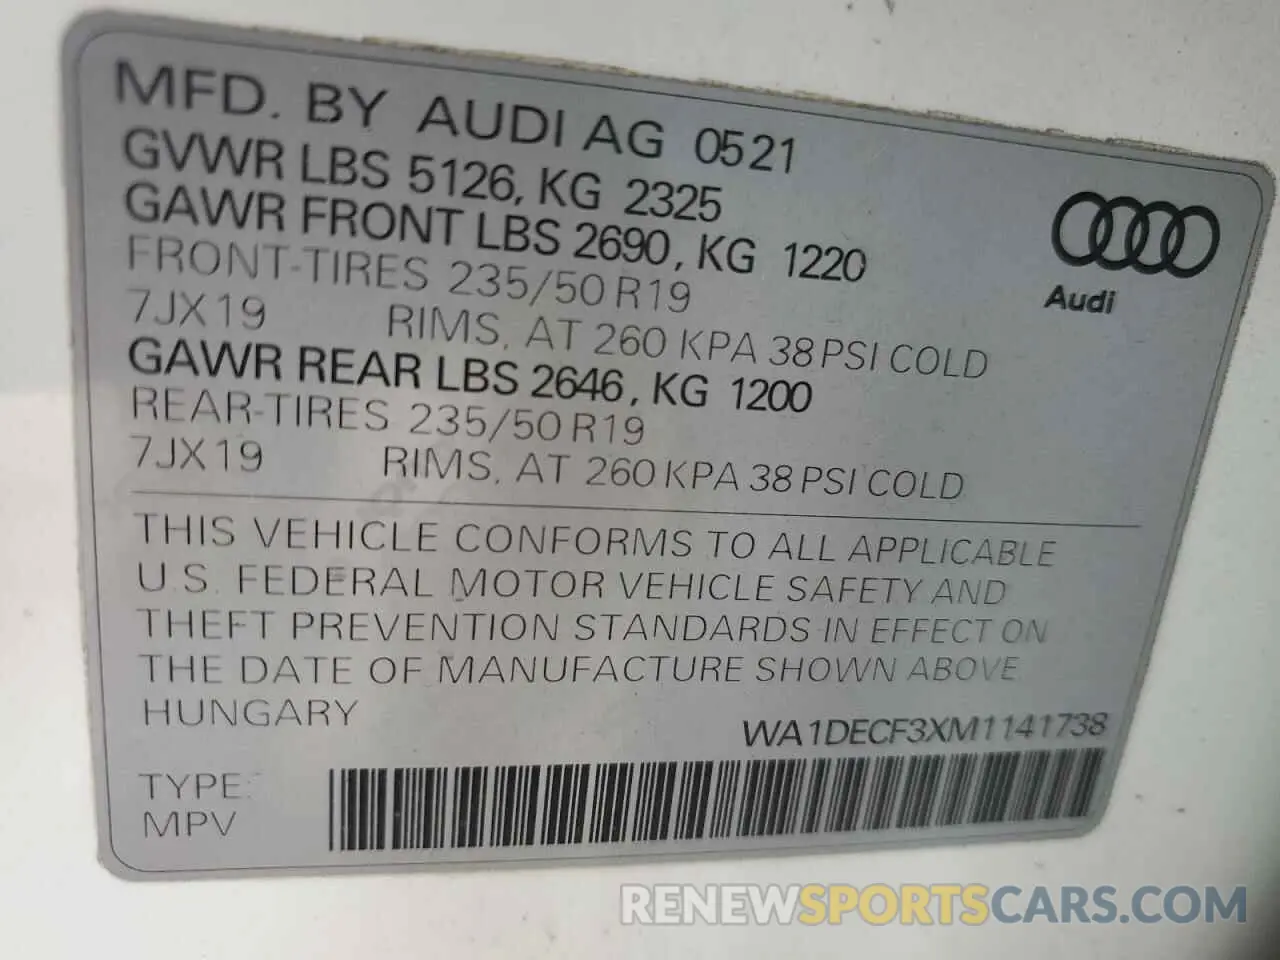 MFD. BY AUDI AG 0521
GVWR LBS 5126, KG 2325
GAWR FRONT LBS 2690, KG 1220
FRONT-TIRES 235/50 R19
7JX19 RIMS, AT 260 KPA 38 PSI COLD
GAWR REAR LBS 2646, KG 1200
REAR-TIRES 235/50 R19
7JX19 RIMS, AT 260 KPA 38 PSI COLD
Audi
THIS VEHICLE CONFORMS TO ALL APPLICABLE
U.S. FEDERAL MOTOR VEHICLE SAFETY AND
THEFT PREVENTION STANDARDS IN EFFECT ON
THE DATE OF MANUFACTURE SHOWN ABOVE.
HUNGARY
WA1DECF3XM1141738
TYPE:
MPV
RENEWSPORTSCARS.COM